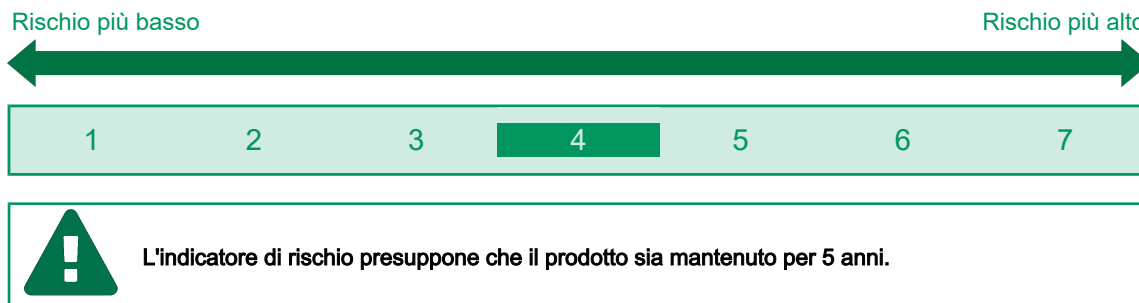 Rischio più basso Rischio più alto
1 2 3 4 5 6 7
L'indicatore di rischio presuppone che il prodotto sia mantenuto per 5 anni.